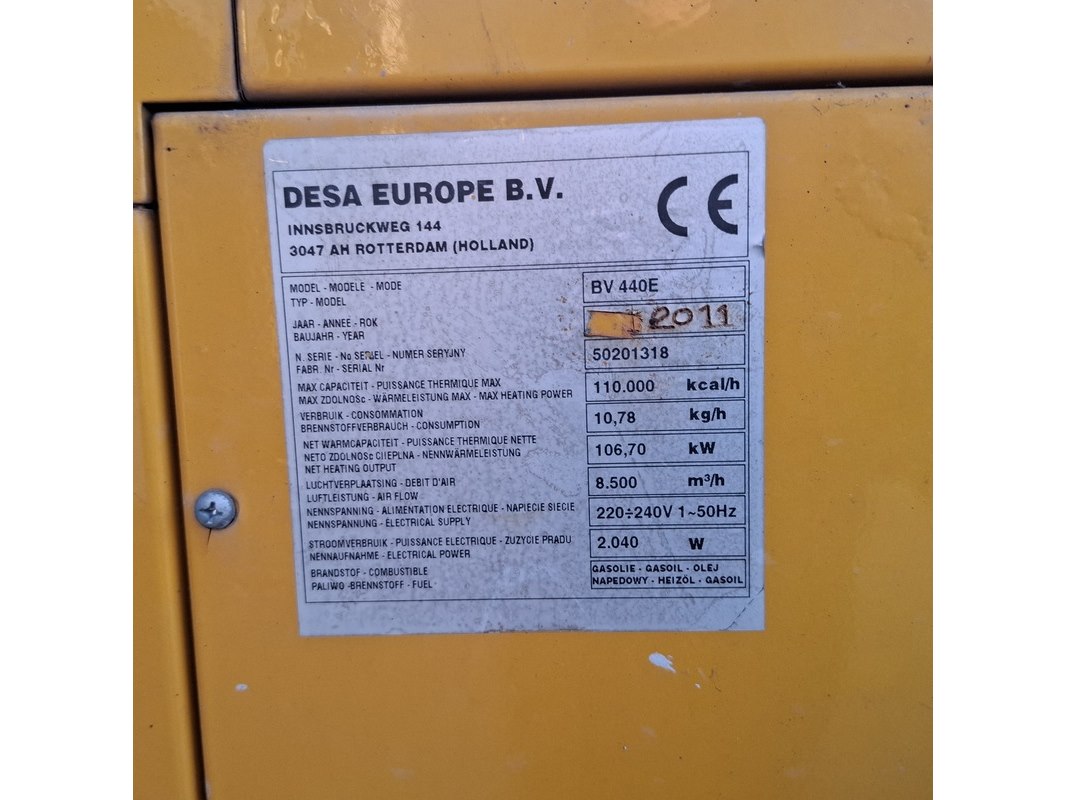 DESA EUROPE B.V.
INNSBRUCKWEG 144
3047 AH ROTTERDAM (HOLLAND)
CE
MODEL - MODELE - MODE
TYP - MODEL
BV 440E
JAAR - ANNEE - ROK
BAUJAHR - YEAR
2011
N. SERIE - No SERIEL - NUMER SERYJNY
FABR. Nr - SERIAL Nr
50201318
MAX CAPACITEIT - PUISSANCE THERMIQUE MAX
MAX ZDOLNOSc - WÄRMELEISTUNG MAX - MAX HEATING POWER
110.000 kcal/h
VERBRUIK - CONSOMMATION
BRENNSTOFFVERBRAUCH - CONSUMPTION
10,78 kg/h
NET WARMCAPACITEIT - PUISSANCE THERMIQUE NETTE
NETO ZDOLNOSc CIIEPLNA - NENNWÄRMELEISTUNG
NET HEATING OUTPUT
106,70 kW
LUCHTVERPLAATSING - DEBIT D'AIR
LUFTLEISTUNG - AIR FLOW
8.500 m³/h
NENNSPANNING - ALIMENTATION ELECTRIQUE - NAPIECIE SIECIE
NENNSPANNUNG - ELECTRICAL SUPPLY
220÷240V 1~50Hz
STROOMVERBRUIK - PUISSANCE ELECTRIQUE - ZUZYCIE PRADU
NENNAUFNAHME - ELECTRICAL POWER
2.040 W
BRANDSTOF - COMBUSTIBLE
PALIWO -BRENNSTOFF - FUEL
GASOLIE - GASOIL - OLEJ
NAPEDOWY - HEIZÖL - GASOIL